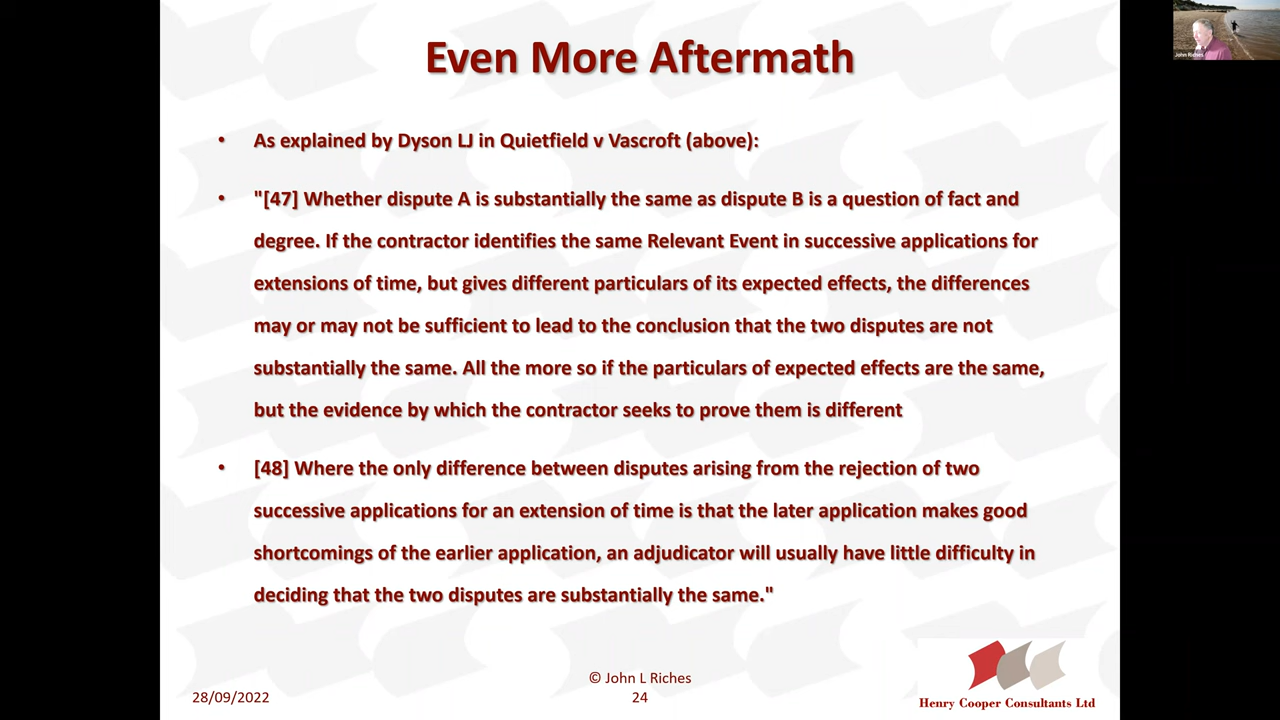 John Riches
Even More Aftermath
• As explained by Dyson LJ in Quietfield v Vascroft (above):
• "[47] Whether dispute A is substantially the same as dispute B is a question of fact and
degree. If the contractor identifies the same Relevant Event in successive applications for
extensions of time, but gives different particulars of its expected effects, the differences
may or may not be sufficient to lead to the conclusion that the two disputes are not
substantially the same. All the more so if the particulars of expected effects are the same,
but the evidence by which the contractor seeks to prove them is different
• [48] Where the only difference between disputes arising from the rejection of two
successive applications for an extension of time is that the later application makes good
shortcomings of the earlier application, an adjudicator will usually have little difficulty in
deciding that the two disputes are substantially the same."
© John L Riches
28/09/2022
24
Henry Cooper Consultants Ltd